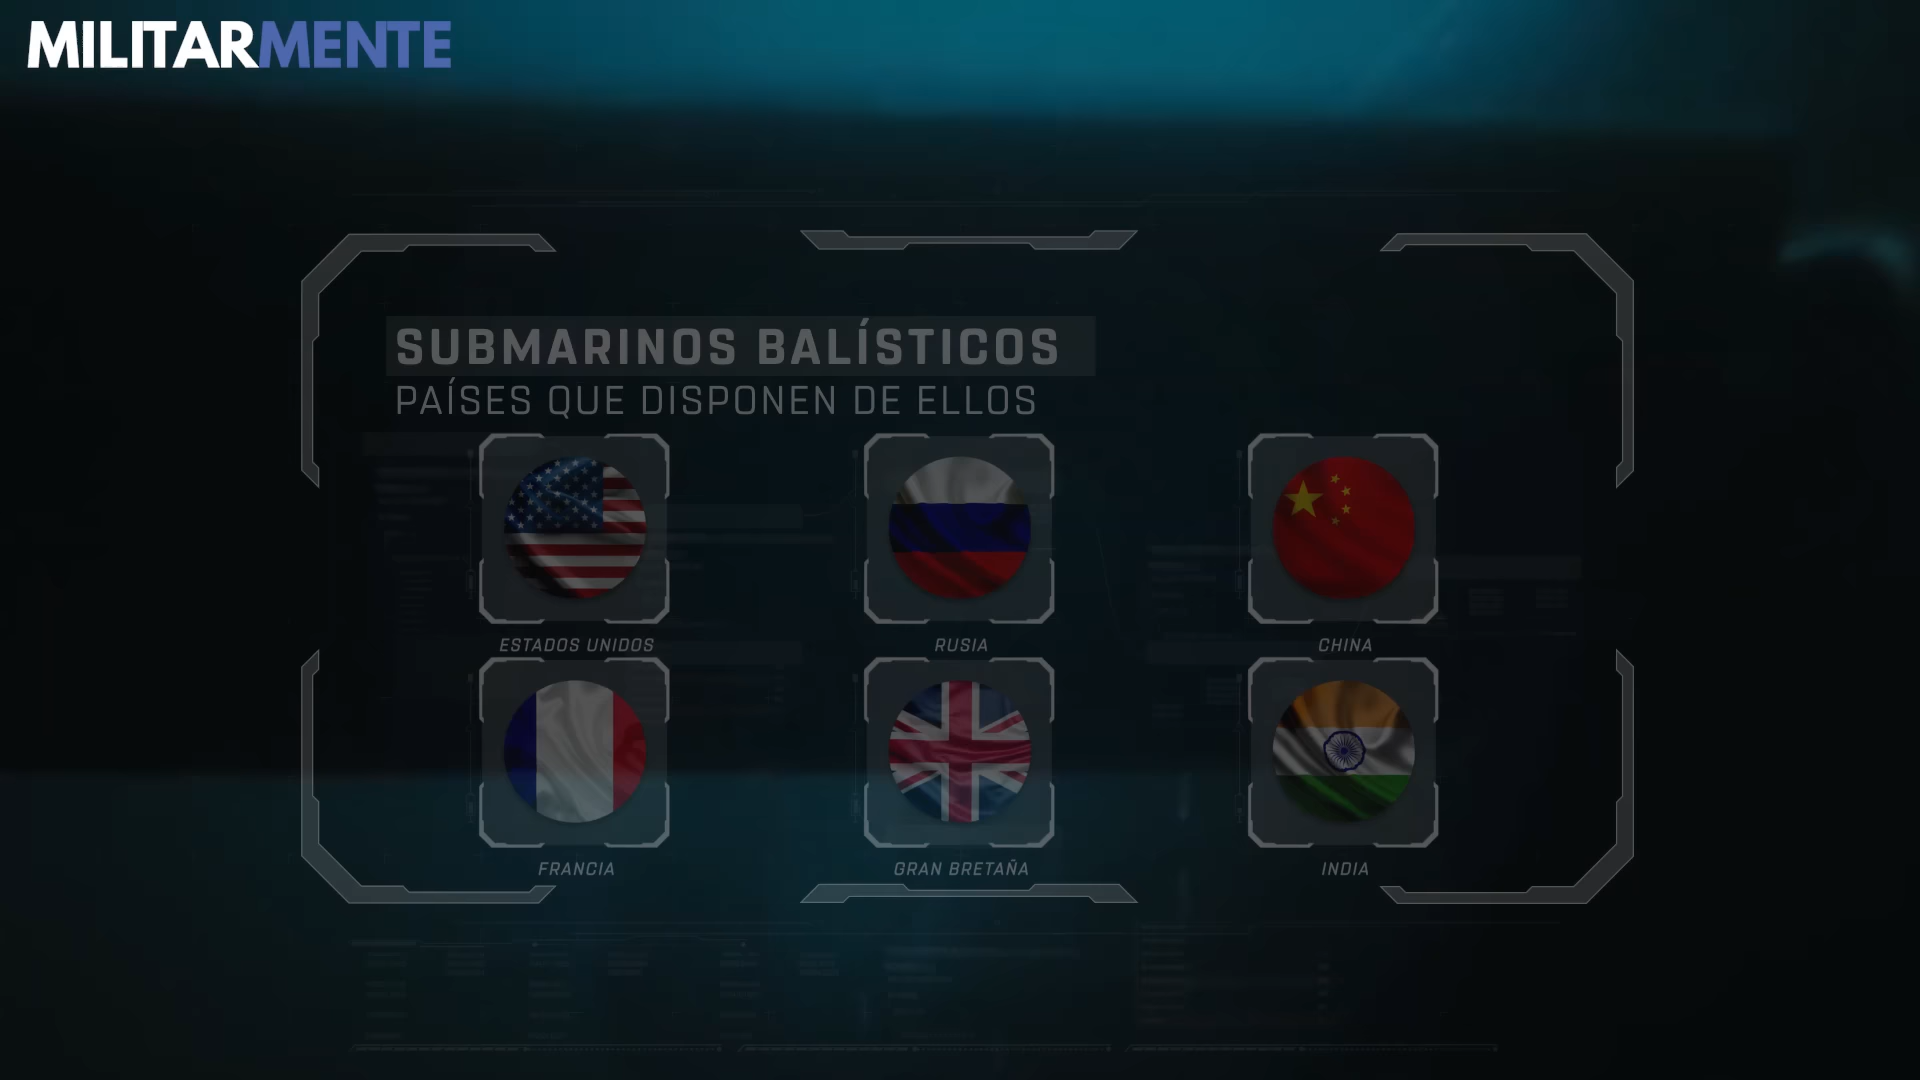 MILITARMENTE
SUBMARINOS BALÍSTICOS
PAÍSES QUE DISPONEN DE ELLOS
ESTADOS UNIDOS
RUSIA
CHINA
FRANCIA
GRAN BRETAÑA
INDIA